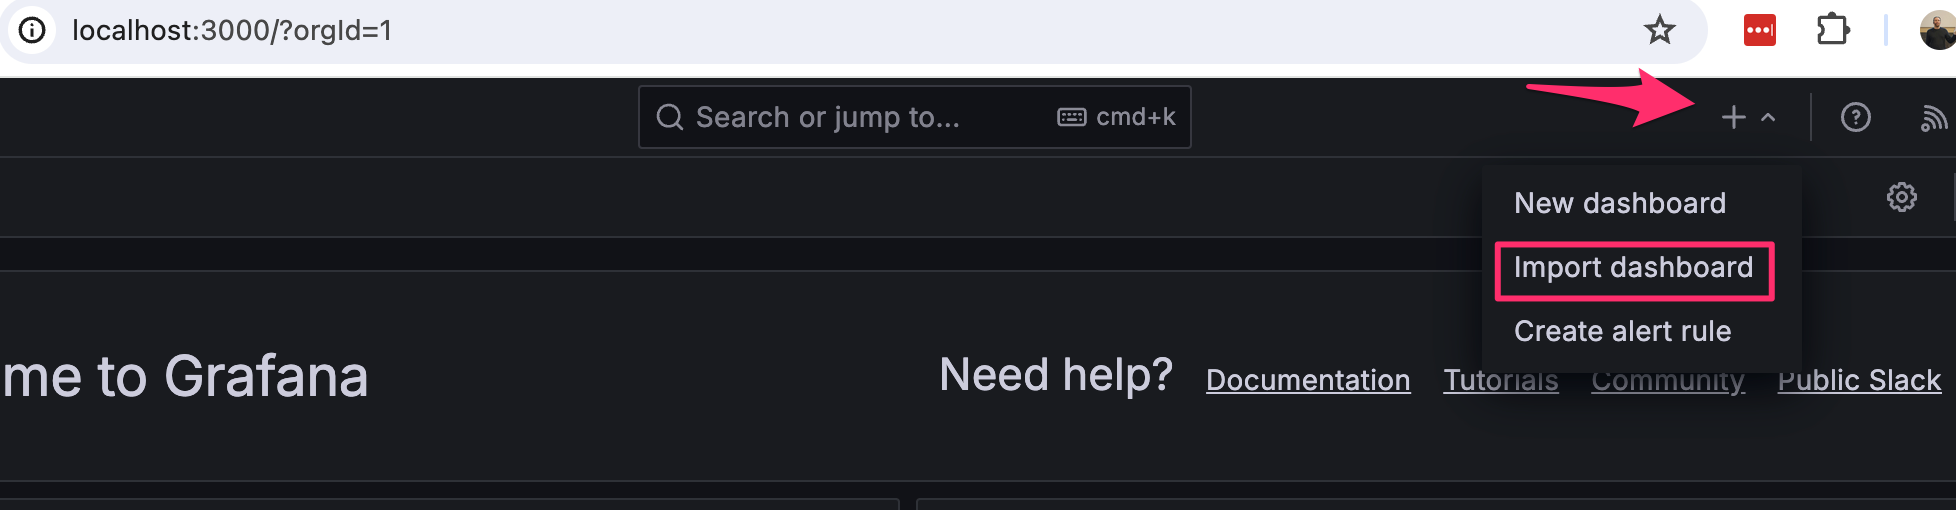 localhost:3000/?orgId=1
Search or jump to... cmd+k
New dashboard
Import dashboard
Create alert rule
me to Grafana
Need help? Documentation Tutorials Community Public Slack